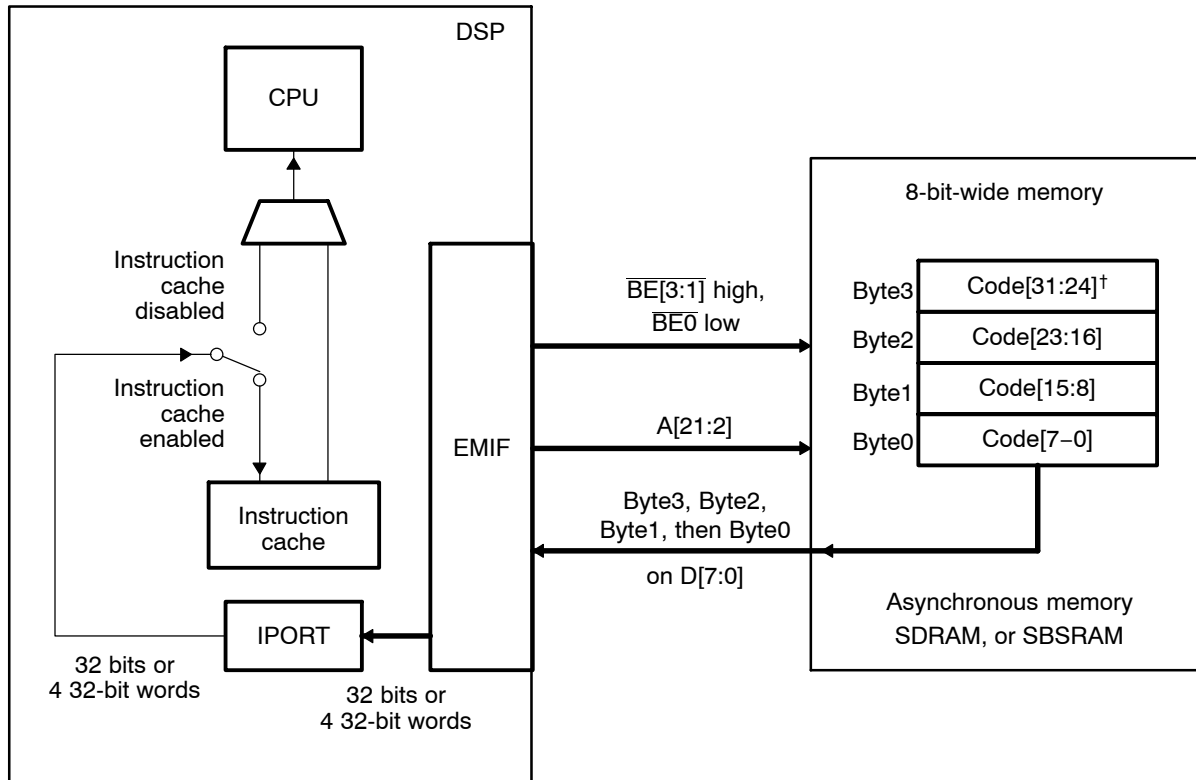 DSP
CPU
Instruction
cache
disabled
Instruction
cache
enabled
Instruction
cache
IPORT
32 bits or
4 32-bit words
32 bits or
4 32-bit words
EMIF
BE[3:1] high,
BE0 low
A[21:2]
Byte3, Byte2,
Byte1, then Byte0
on D[7:0]
8-bit-wide memory
Byte3 Code[31:24]†
Byte2 Code[23:16]
Byte1 Code[15:8]
Byte0 Code[7−0]
Asynchronous memory
SDRAM, or SBSRAM